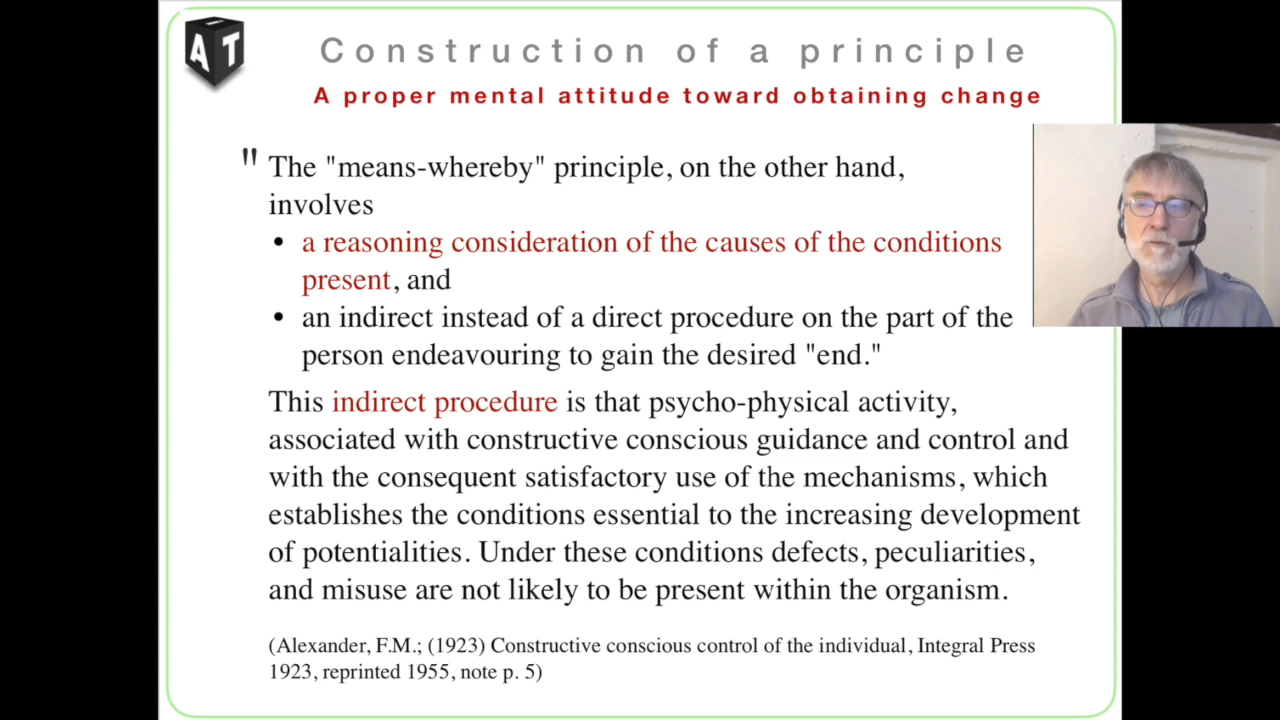 A T
Construction of a principle
A proper mental attitude toward obtaining change
" The "means-whereby" principle, on the other hand,
involves
• a reasoning consideration of the causes of the conditions
present, and
• an indirect instead of a direct procedure on the part of the
person endeavouring to gain the desired "end."
This indirect procedure is that psycho-physical activity,
associated with constructive conscious guidance and control and
with the consequent satisfactory use of the mechanisms, which
establishes the conditions essential to the increasing development
of potentialities. Under these conditions defects, peculiarities,
and misuse are not likely to be present within the organism.
(Alexander, F.M.; (1923) Constructive conscious control of the individual, Integral Press
1923, reprinted 1955, note p. 5)